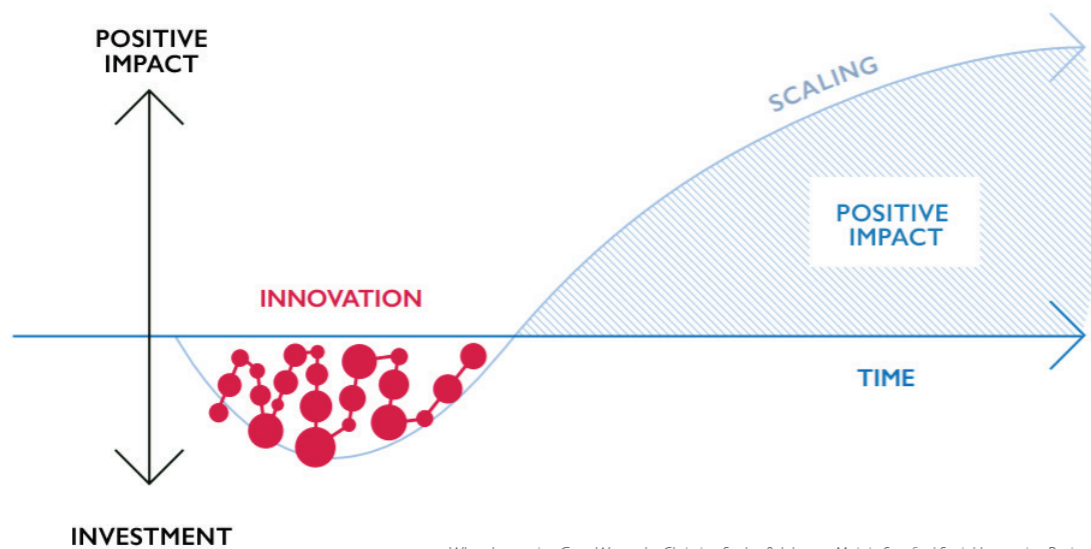 POSITIVE
IMPACT
SCALING
POSITIVE
IMPACT
INNOVATION
TIME
INVESTMENT